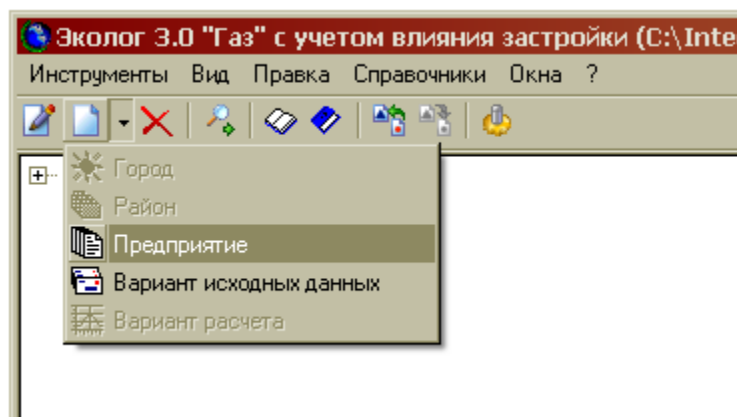 Эколог 3.0 "Газ" с учетом влияния застройки (C:\Inte
Инструменты Вид Правка Справочники Окна ?
Город
Район
Предприятие
Вариант исходных данных
Вариант расчета